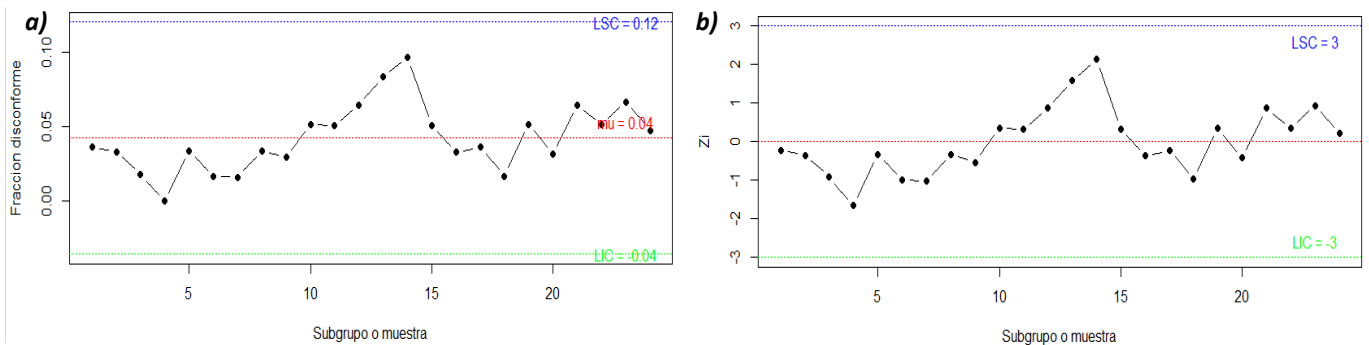 a)
LSC = 0.12
0.10
0.05
0.00
Fraccion disconforme
mu = 0.04
LIC = -0.04
5
10
15
20
Subgrupo o muestra
b)
3
2
1
0
-1
-2
-3
Zi
LSC = 3
LIC = -3
5
10
15
20
Subgrupo o muestra